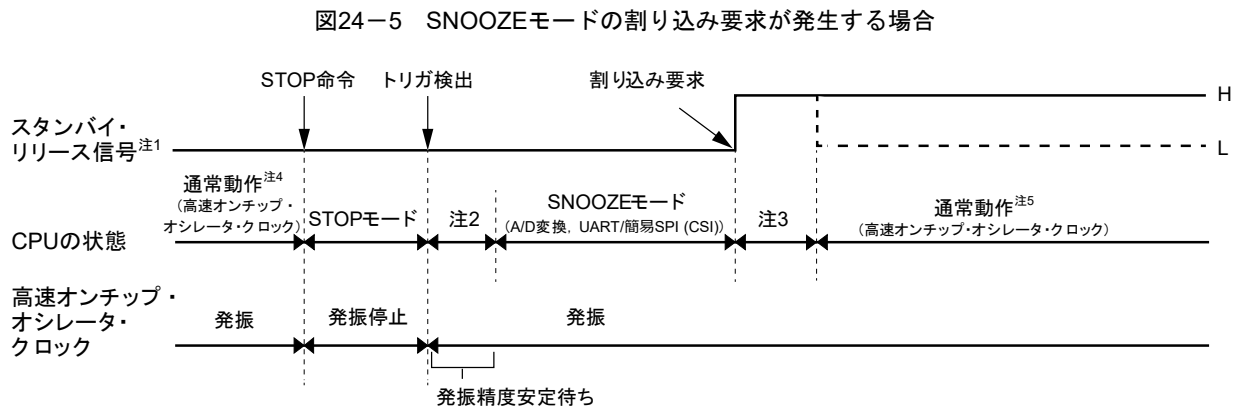 図24－5 SNOOZEモードの割り込み要求が発生する場合
STOP命令 トリガ検出 割り込み要求
H
スタンバイ・
リリース信号注1
L
通常動作注4
（高速オンチップ・
オシレータ・クロック）
STOPモード
注2
SNOOZEモード
（A/D変換，UART/簡易SPI (CSI)）
注3
通常動作注5
（高速オンチップ・オシレータ・クロック）
CPUの状態
高速オンチップ・
オシレータ・
クロック
発振 発振停止 発振
発振精度安定待ち